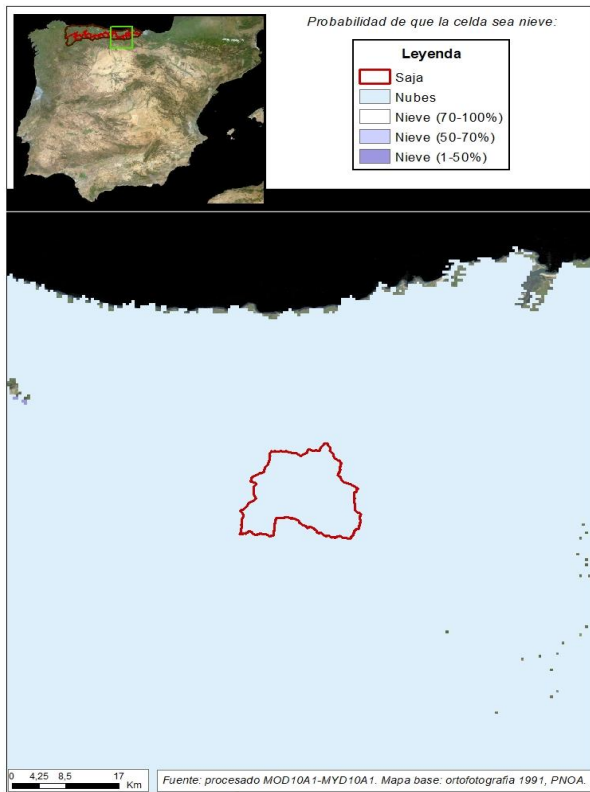 Probabilidad de que la celda sea nieve:
Leyenda
Saja
Nubes
Nieve (70-100%)
Nieve (50-70%)
Nieve (1-50%)
0 4,25 8,5 17
Km
Fuente: procesado MOD10A1-MYD10A1. Mapa base: ortofotografia 1991, PNOA.